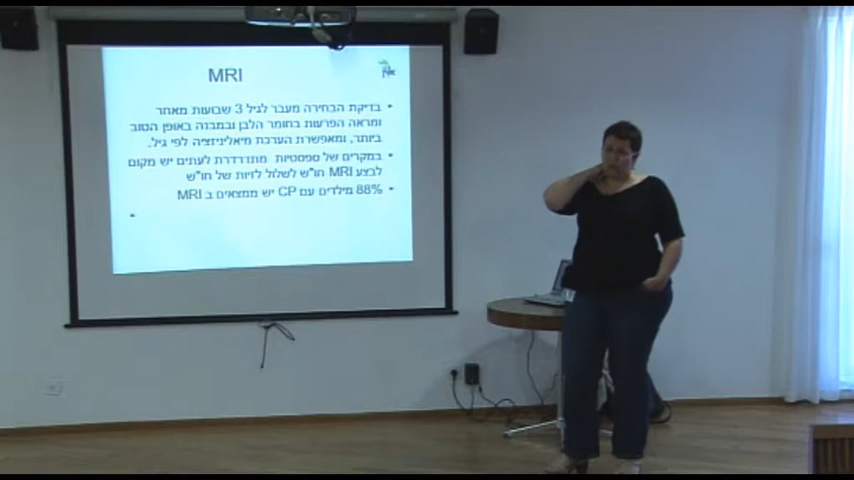 MRI
בדיקת הבחירה מעבר לגיל 3 שבועות מאחר
ומראה הפרעות בחומר הלבן ובמבנה באופן הטוב
ביותר, ומאפשרת הערכת מיאליניזציה לפי גיל.
במקרים של ספסטיות מתדרדרת לעתים יש מקום
לבצע MRI חו"ש לשלול לזיות של חו"ש
88% מילדים עם CP יש ממצאים ב MRI